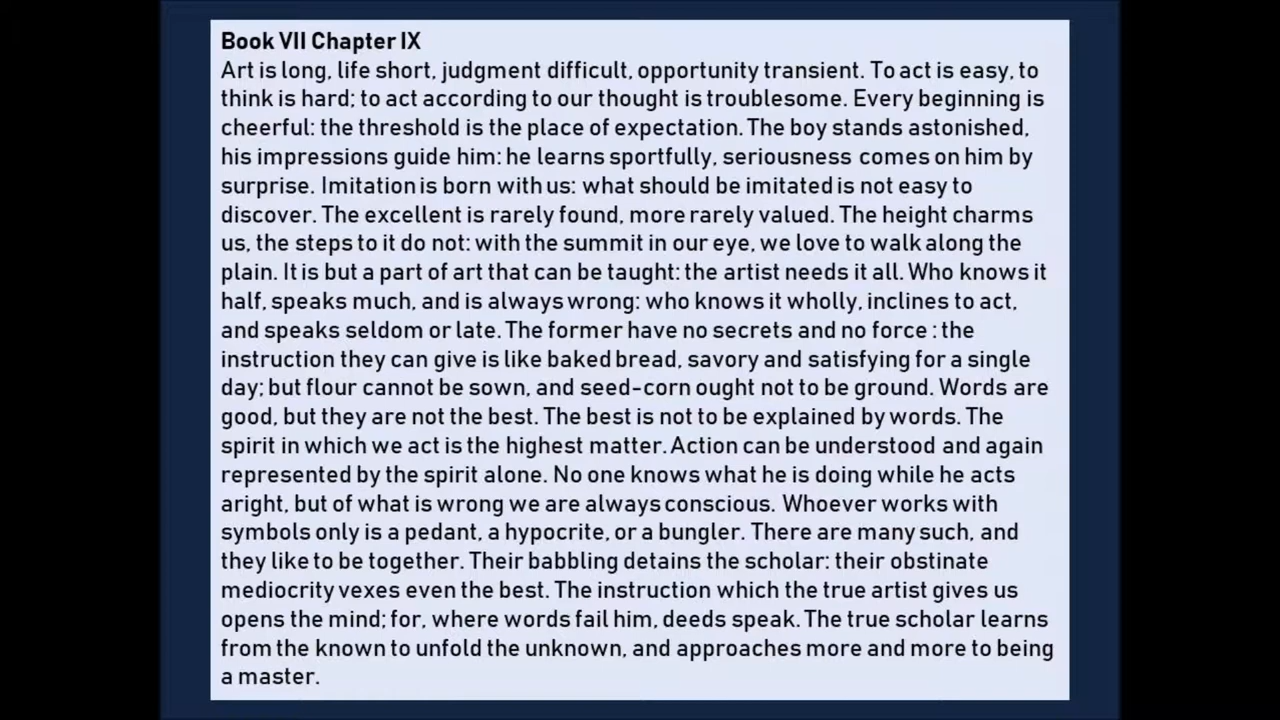 Book VII Chapter IX
Art is long, life short, judgment difficult, opportunity transient. To act is easy, to
think is hard; to act according to our thought is troublesome. Every beginning is
cheerful: the threshold is the place of expectation. The boy stands astonished,
his impressions guide him: he learns sportfully, seriousness comes on him by
surprise. Imitation is born with us: what should be imitated is not easy to
discover. The excellent is rarely found, more rarely valued. The height charms
us, the steps to it do not: with the summit in our eye, we love to walk along the
plain. It is but a part of art that can be taught: the artist needs it all. Who knows it
half, speaks much, and is always wrong: who knows it wholly, inclines to act,
and speaks seldom or late. The former have no secrets and no force : the
instruction they can give is like baked bread, savory and satisfying for a single
day; but flour cannot be sown, and seed-corn ought not to be ground. Words are
good, but they are not the best. The best is not to be explained by words. The
spirit in which we act is the highest matter. Action can be understood and again
represented by the spirit alone. No one knows what he is doing while he acts
aright, but of what is wrong we are always conscious. Whoever works with
symbols only is a pedant, a hypocrite, or a bungler. There are many such, and
they like to be together. Their babbling detains the scholar: their obstinate
mediocrity vexes even the best. The instruction which the true artist gives us
opens the mind; for, where words fail him, deeds speak. The true scholar learns
from the known to unfold the unknown, and approaches more and more to being
a master.